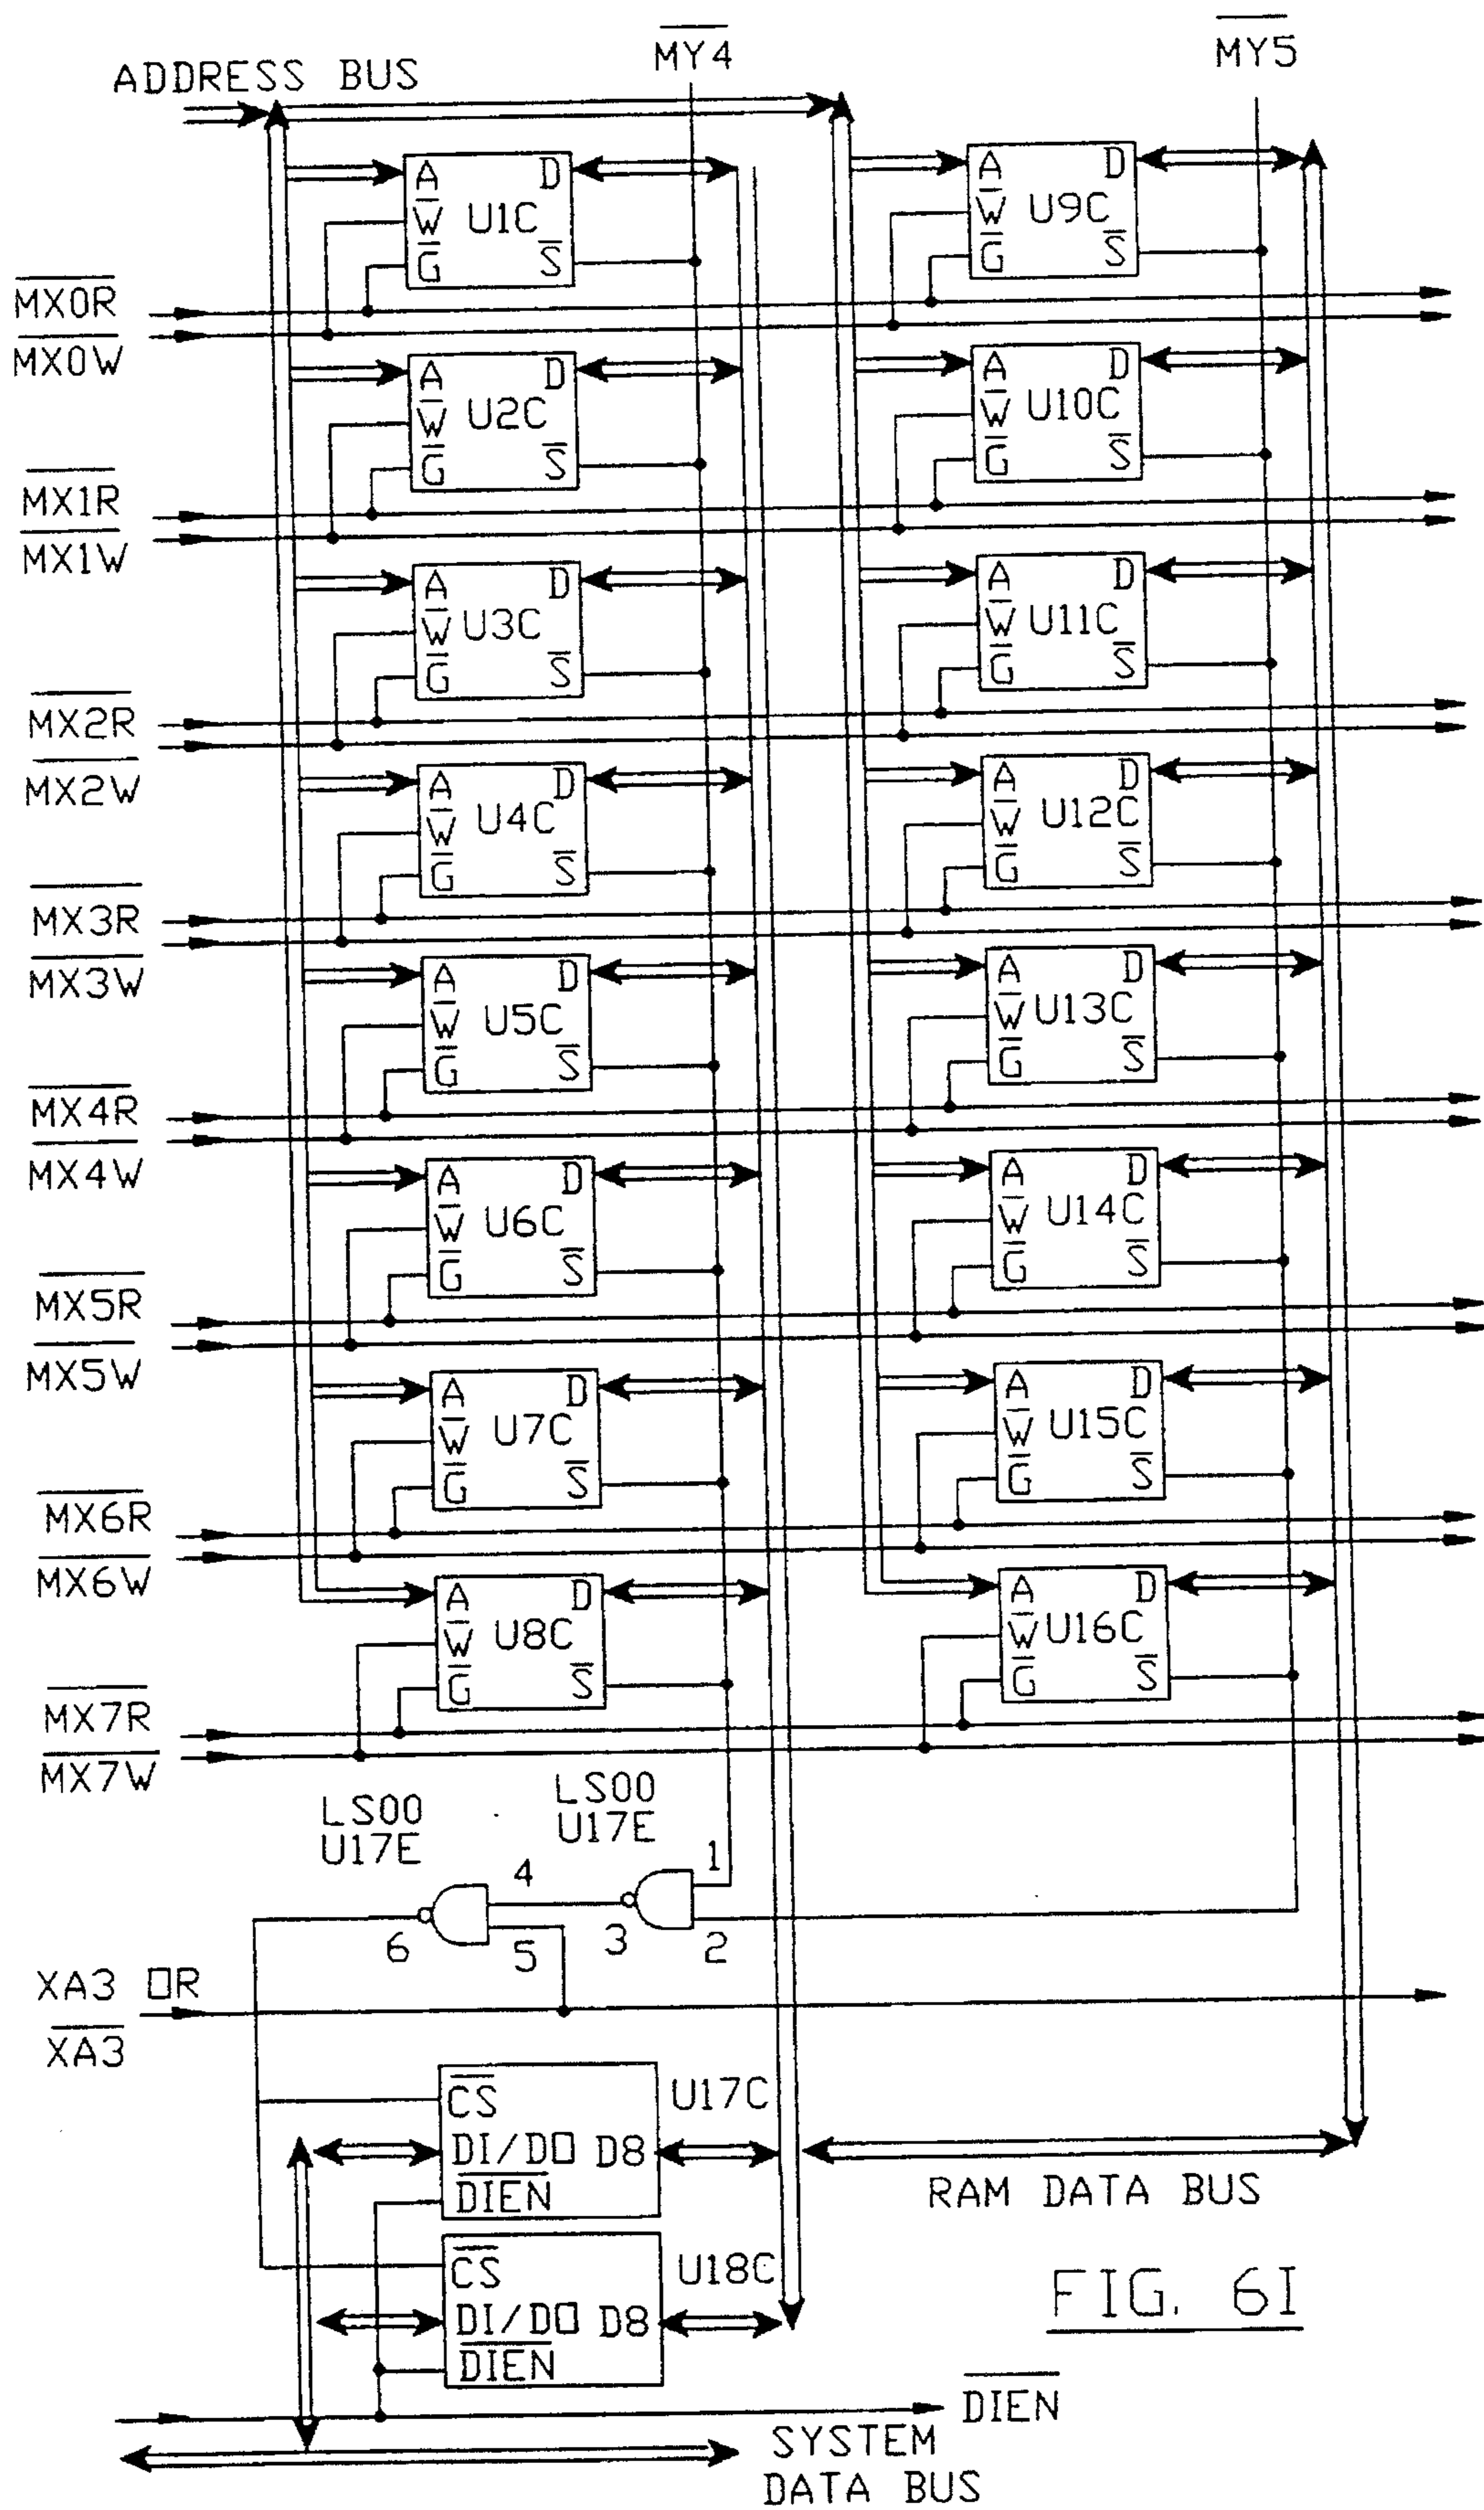 MY4
MY5
ADDRESS BUS
A D
W U1C
G S
A D
W U9C
G S
MX0R
MX0W
A D
W U2C
G S
A D
W U10C
G S
MX1R
MX1W
A D
W U3C
G S
A D
W U11C
G S
MX2R
MX2W
A D
W U4C
G S
A D
W U12C
G S
MX3R
MX3W
A D
W U5C
G S
A D
W U13C
G S
MX4R
MX4W
A D
W U6C
G S
A D
W U14C
G S
MX5R
MX5W
A D
W U7C
G S
A D
W U15C
G S
MX6R
MX6W
A D
W U8C
G S
A D
W U16C
G S
MX7R
MX7W
LS00
U17E
LS00
U17E
4
1
6
5
3
2
XA3 OR
XA3
CS
U17C
DI/DO D8
DIEN
RAM DATA BUS
CS
U18C
DI/DO D8
DIEN
FIG. 6I
DIEN
SYSTEM
DATA BUS